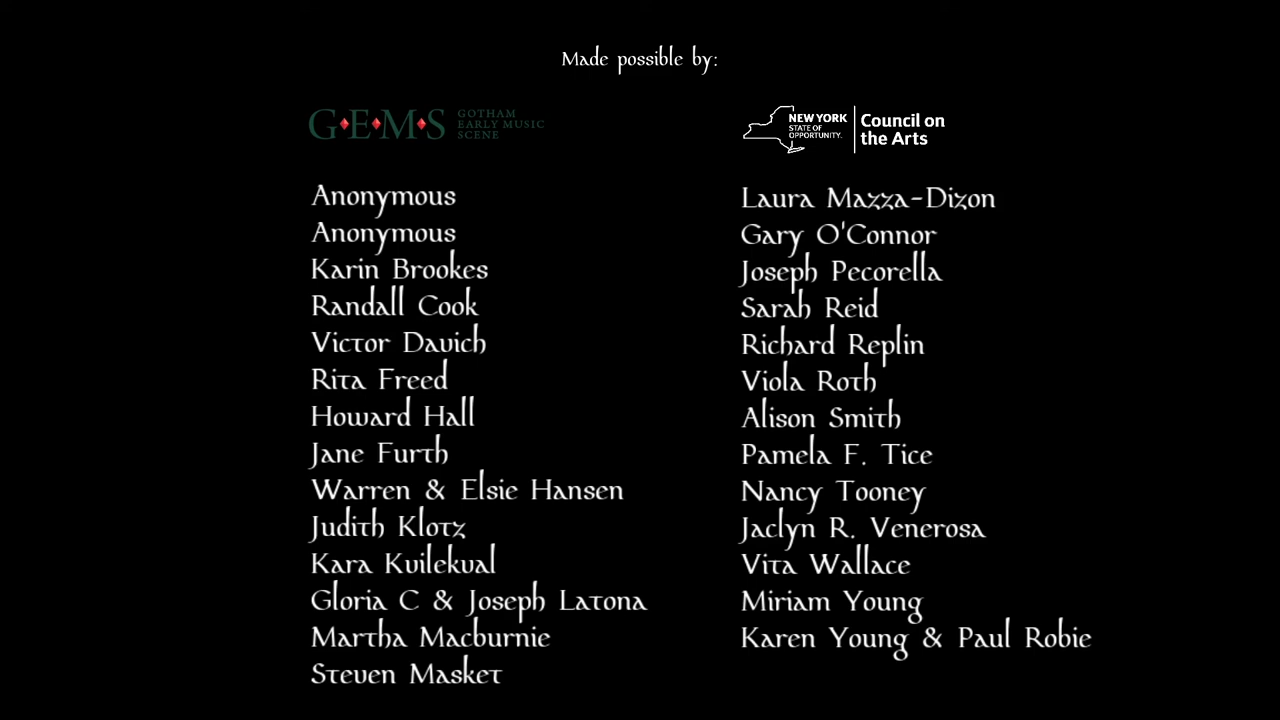 Made possible by:
G·E·M·S
GOTHAM
EARLY MUSIC
SCENE
NEW YORK
STATE OF
OPPORTUNITY.
Council on
the Arts
Anonymous
Anonymous
Karin Brookes
Randall Cook
Victor Davich
Rita Freed
Howard Hall
Jane Furth
Warren & Elsie Hansen
Judith Klotz
Kara Kvilekval
Gloria C & Joseph Latona
Martha Macburnie
Steven Masket
Laura Mazza-Dizon
Gary O'Connor
Joseph Pecorella
Sarah Reid
Richard Replin
Viola Roth
Alison Smith
Pamela F. Tice
Nancy Tooney
Jaclyn R. Venerosa
Vita Wallace
Miriam Young
Karen Young & Paul Robie